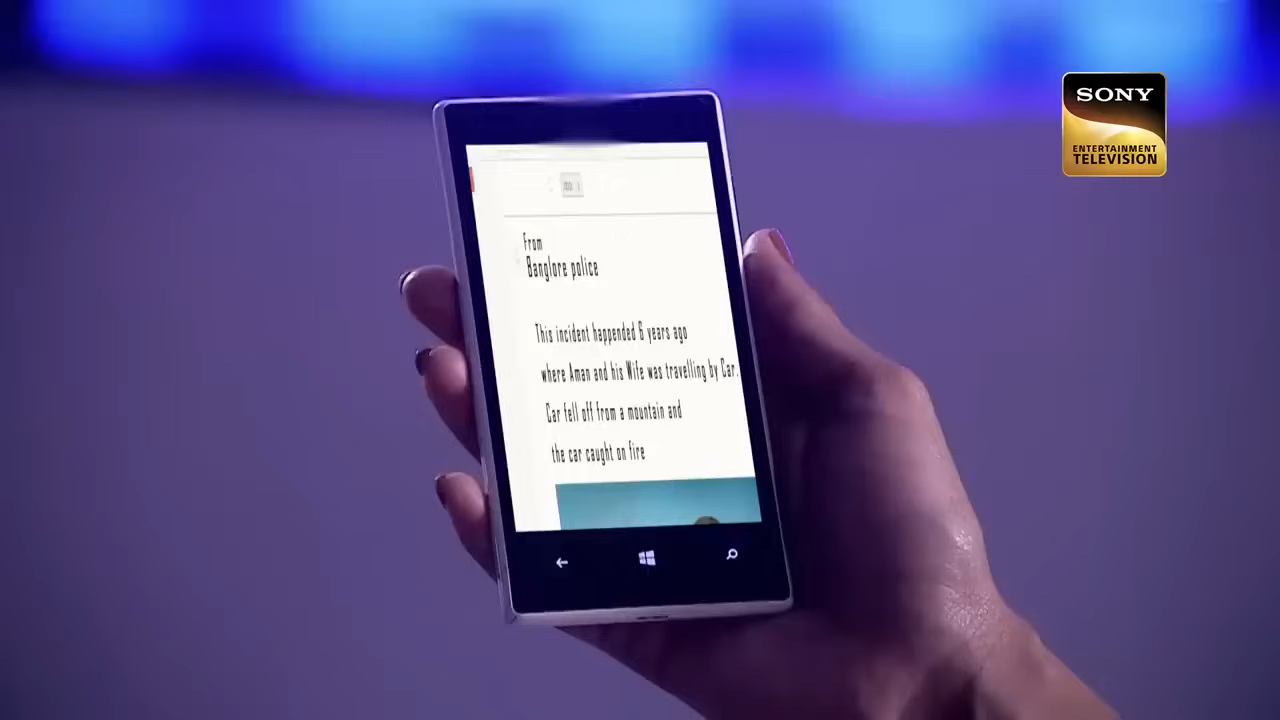 SONY
ENTERTAINMENT
TELEVISION
From
Banglore police
This incident happended 6 years ago
where Aman and his Wife was travelling by Car.
Car fell off from a mountain and
the car caught on fire